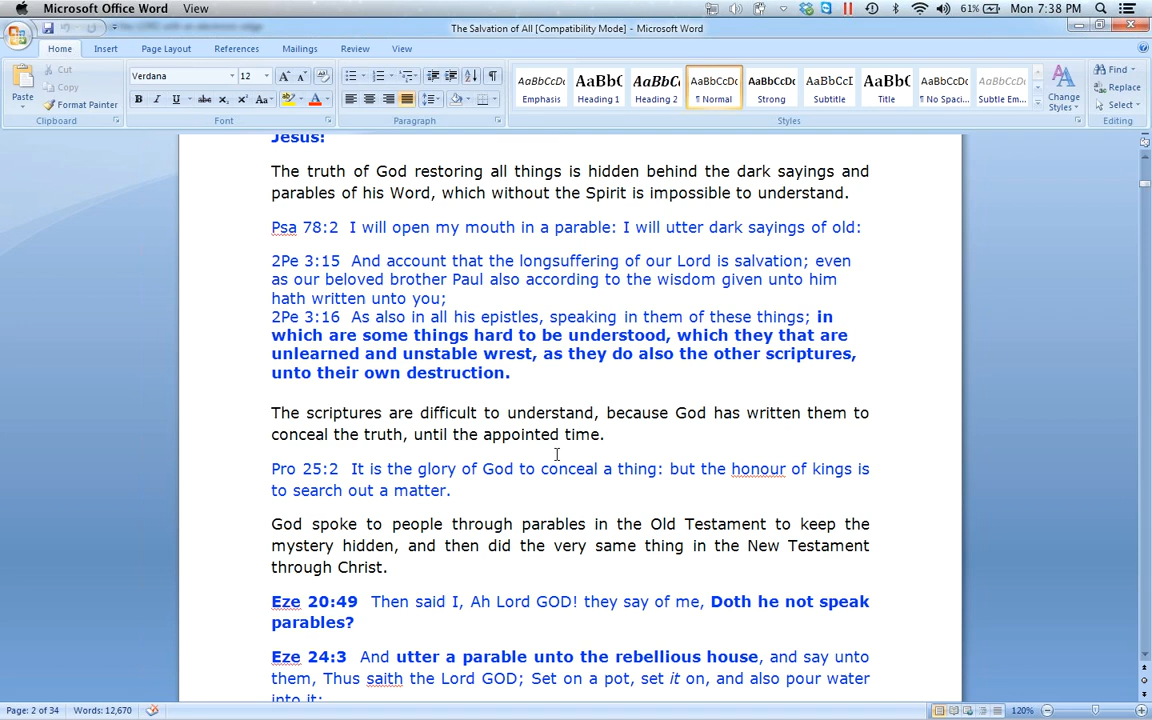 Microsoft Office Word View
61% Mon 7:38 PM
The Salvation of All [Compatibility Mode] - Microsoft Word
Home Insert Page Layout References Mailings Review View
Paste
Cut
Copy
Format Painter
Clipboard
Verdana 12
Font
Paragraph
AaBbCcDc AaBbC AaBbCc AaBbCcDc AaBbCcDc AaBbCcI AaBb( AaBbCcDc AaBbCcDc
Emphasis Heading 1 Heading 2 ¶ Normal Strong Subtitle Title ¶ No Spaci... Subtle Em...
Change
Styles
Styles
Find
Replace
Select
Editing
Jesus:
The truth of God restoring all things is hidden behind the dark sayings and
parables of his Word, which without the Spirit is impossible to understand.
Psa 78:2 I will open my mouth in a parable: I will utter dark sayings of old:
2Pe 3:15 And account that the longsuffering of our Lord is salvation; even
as our beloved brother Paul also according to the wisdom given unto him
hath written unto you;
2Pe 3:16 As also in all his epistles, speaking in them of these things; in
which are some things hard to be understood, which they that are
unlearned and unstable wrest, as they do also the other scriptures,
unto their own destruction.
The scriptures are difficult to understand, because God has written them to
conceal the truth, until the appointed time.
Pro 25:2 It is the glory of God to conceal a thing: but the honour of kings is
to search out a matter.
God spoke to people through parables in the Old Testament to keep the
mystery hidden, and then did the very same thing in the New Testament
through Christ.
Eze 20:49 Then said I, Ah Lord GOD! they say of me, Doth he not speak
parables?
Eze 24:3 And utter a parable unto the rebellious house, and say unto
them, Thus saith the Lord GOD; Set on a pot, set it on, and also pour water
into it:
Page: 2 of 34 Words: 12,670 120%